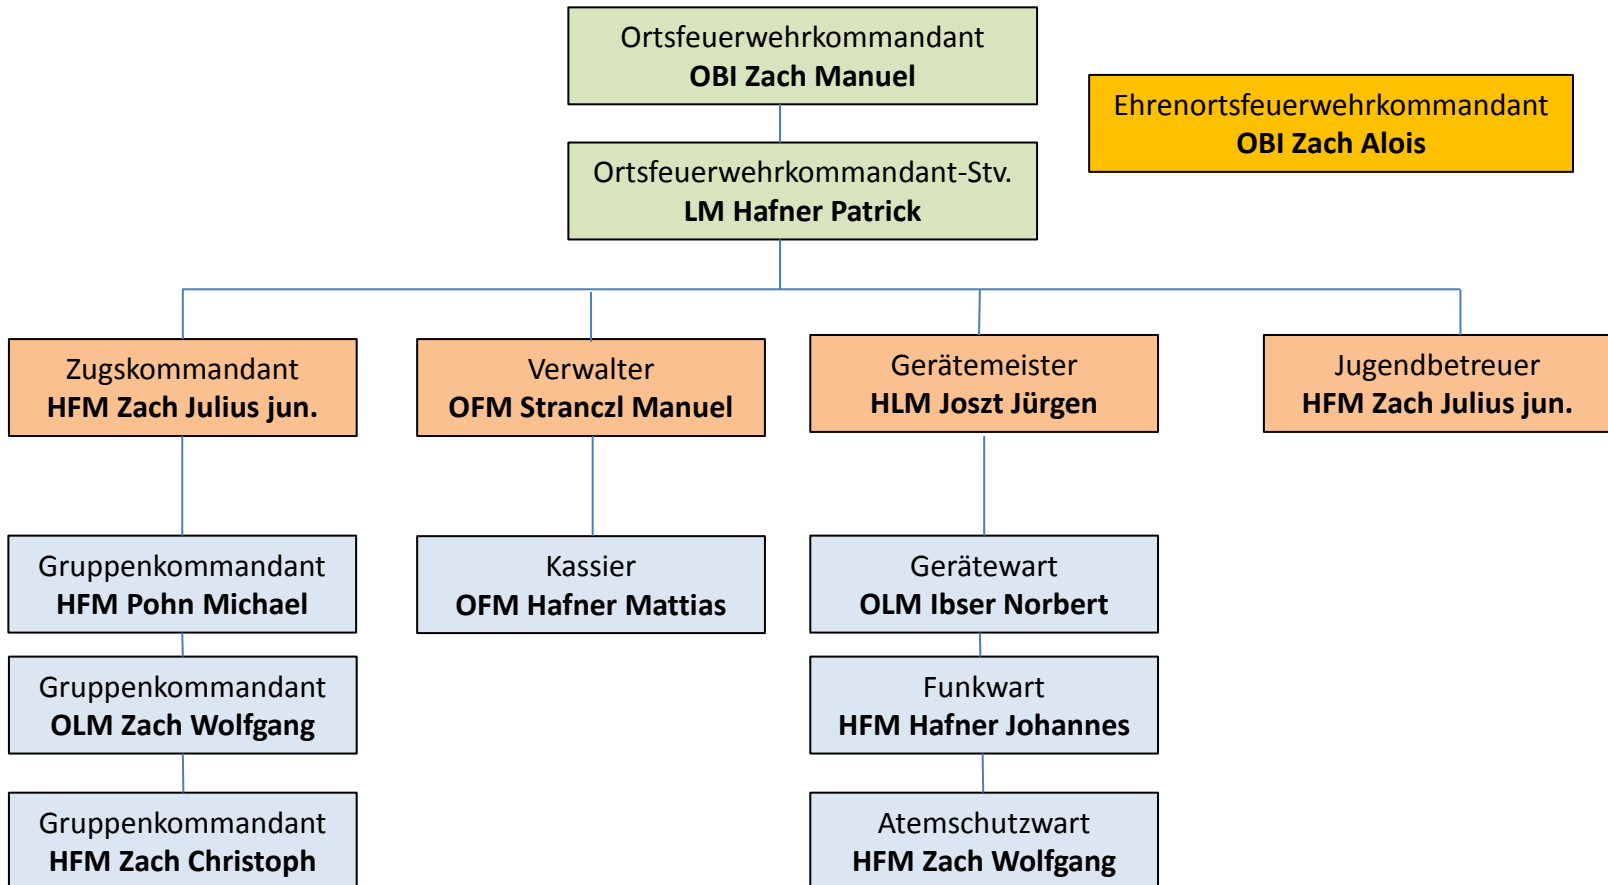 Ortsfeuerwehrkommandant
OBI Zach Manuel
Ehrenortsfeuerwehrkommandant
OBI Zach Alois
Ortsfeuerwehrkommandant-Stv.
LM Hafner Patrick
Zugskommandant
HFM Zach Julius jun.
Verwalter
OFM Stranczl Manuel
Gerätemeister
HLM Joszt Jürgen
Jugendbetreuer
HFM Zach Julius jun.
Gruppenkommandant
HFM Pohn Michael
Kassier
OFM Hafner Mattias
Gerätewart
OLM Ibser Norbert
Gruppenkommandant
OLM Zach Wolfgang
Funkwart
HFM Hafner Johannes
Gruppenkommandant
HFM Zach Christoph
Atemschutzwart
HFM Zach Wolfgang